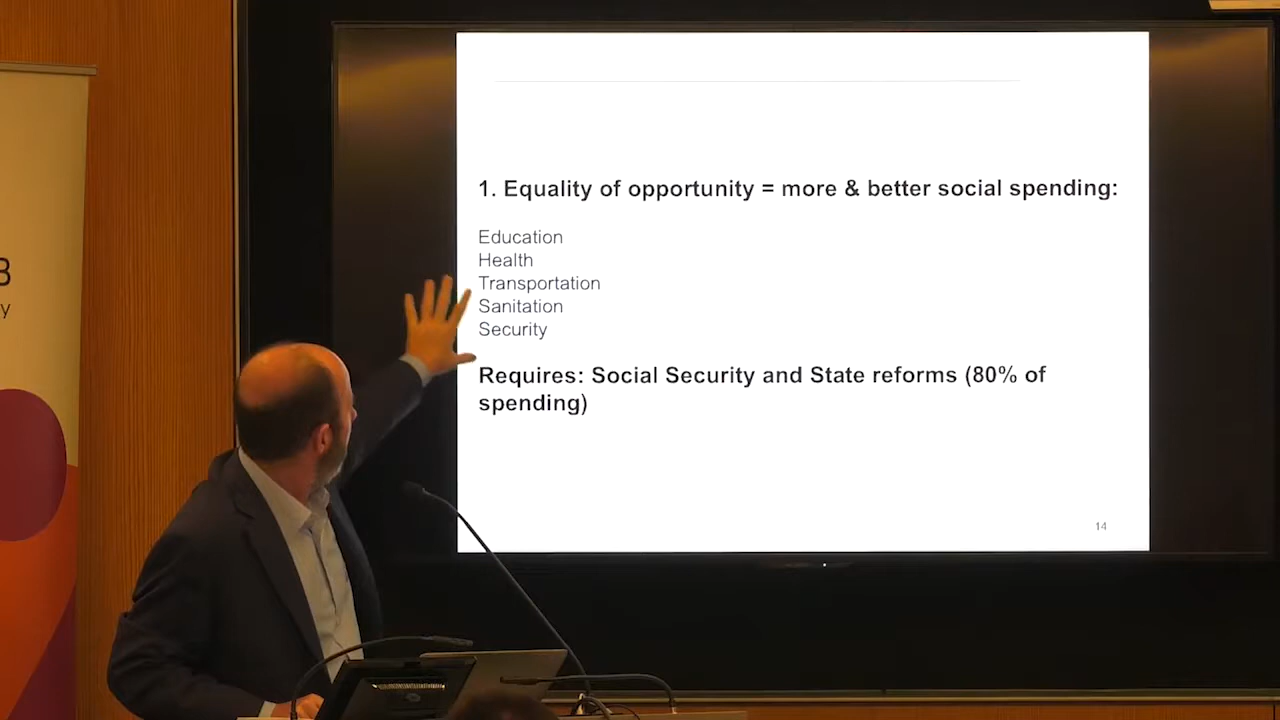 1. Equality of opportunity = more & better social spending:
Education
Health
Transportation
Sanitation
Security
Requires: Social Security and State reforms (80% of
spending)
14